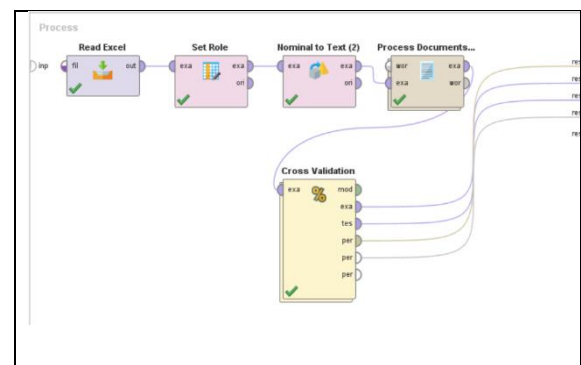 Process
Read Excel
Set Role
Nominal to Text (2)
Process Documents...
inp
fil
out
exa
exa
ori
exa
exa
ori
wor
exa
exa
wor
res
res
res
res
res
Cross Validation
exa
mod
exa
tes
per
per
per